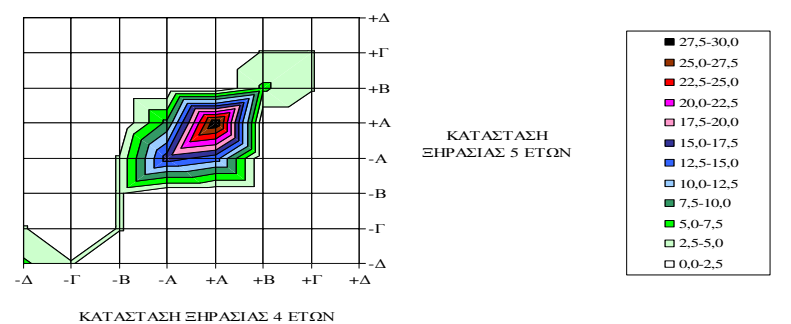 +Δ
+Γ
+Β
+Α
-Α
-Β
-Γ
-Δ
-Δ -Γ -Β -Α +Α +Β +Γ +Δ
ΚΑΤΑΣΤΑΣΗ ΞΗΡΑΣΙΑΣ 4 ΕΤΩΝ
ΚΑΤΑΣΤΑΣΗ
ΞΗΡΑΣΙΑΣ 5 ΕΤΩΝ
27,5-30,0
25,0-27,5
22,5-25,0
20,0-22,5
17,5-20,0
15,0-17,5
12,5-15,0
10,0-12,5
7,5-10,0
5,0-7,5
2,5-5,0
0,0-2,5